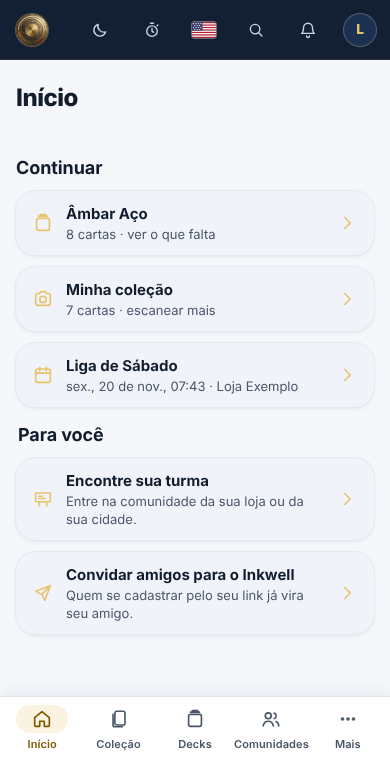 L
Início
Continuar
Âmbar Aço
8 cartas · ver o que falta
Minha coleção
7 cartas · escanear mais
Liga de Sábado
sex., 20 de nov., 07:43 · Loja Exemplo
Para você
Encontre sua turma
Entre na comunidade da sua loja ou da
sua cidade.
Convidar amigos para o Inkwell
Quem se cadastrar pelo seu link já vira
seu amigo.
Início
Coleção
Decks
Comunidades
Mais